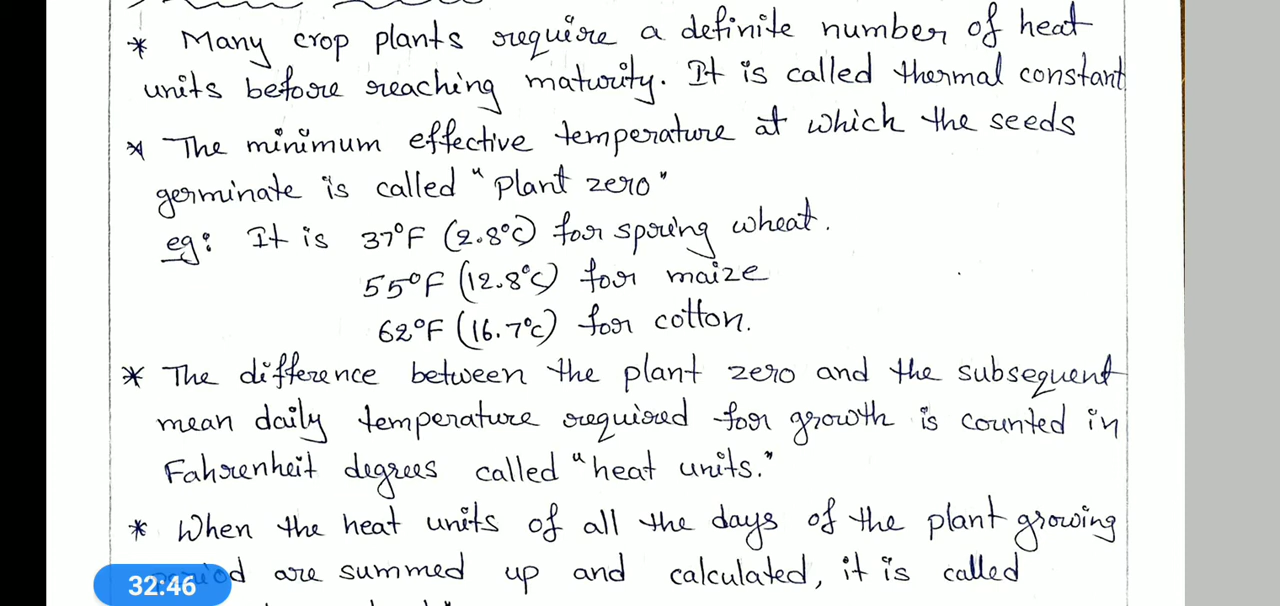 * Many crop plants require a definite number of heat
units before reaching maturity. It is called thermal constant
* The minimum effective temperature at which the seeds
germinate is called "plant zero"
eg: It is 37°F (2.8°C) for spring wheat.
55°F (12.8°C) for maize
62°F (16.7°C) for cotton.
* The difference between the plant zero and the subsequent
mean daily temperature required for growth is counted in
Fahrenheit degrees called "heat units."
* When the heat units of all the days of the plant growing
period are summed up and calculated, it is called
32:46